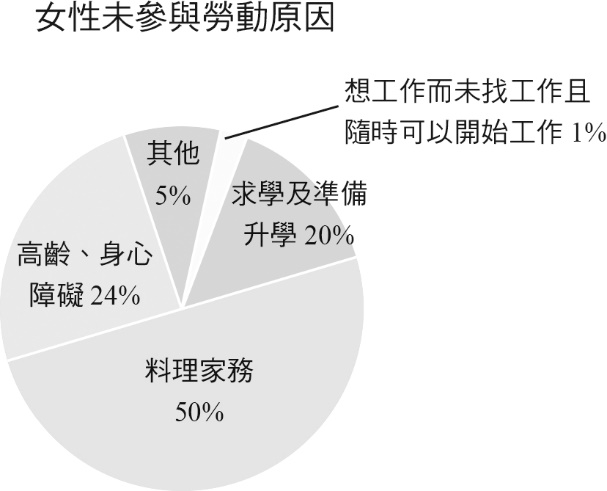 女性未參與勞動原因
想工作而未找工作且
隨時可以開始工作 1%
其他
5%
求學及準備
升學 20%
高齡、身心
障礙 24%
料理家務
50%